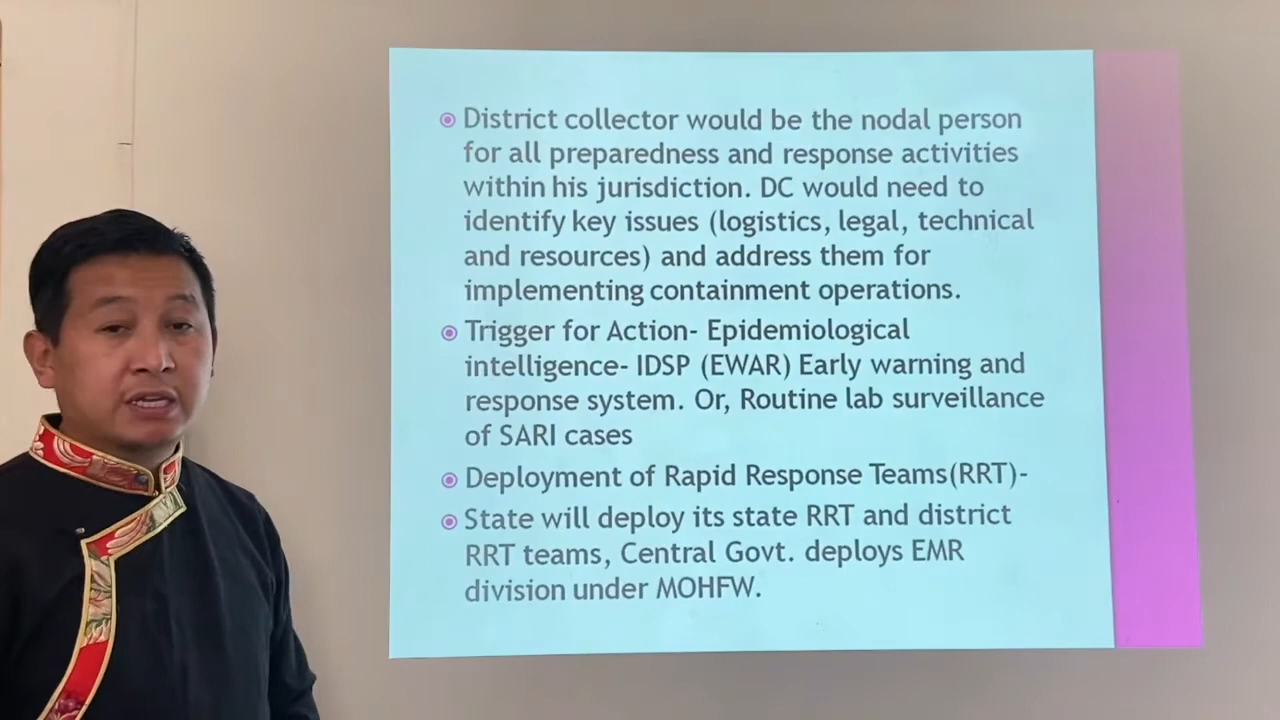 District collector would be the nodal person
for all preparedness and response activities
within his jurisdiction. DC would need to
identify key issues (logistics, legal, technical
and resources) and address them for
implementing containment operations.
Trigger for Action- Epidemiological
intelligence- IDSP (EWAR) Early warning and
response system. Or, Routine lab surveillance
of SARI cases
Deployment of Rapid Response Teams(RRT)-
State will deploy its state RRT and district
RRT teams, Central Govt. deploys EMR
division under MOHFW.